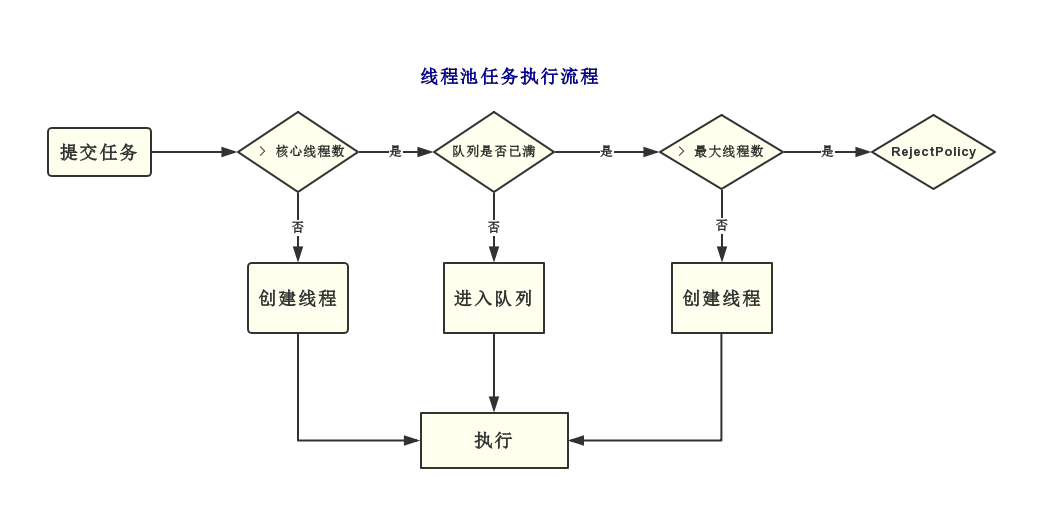 线程池任务执行流程
提交任务
> 核心线程数
是
队列是否已满
是
> 最大线程数
是
RejectPolicy
否
否
否
创建线程
进入队列
创建线程
执行